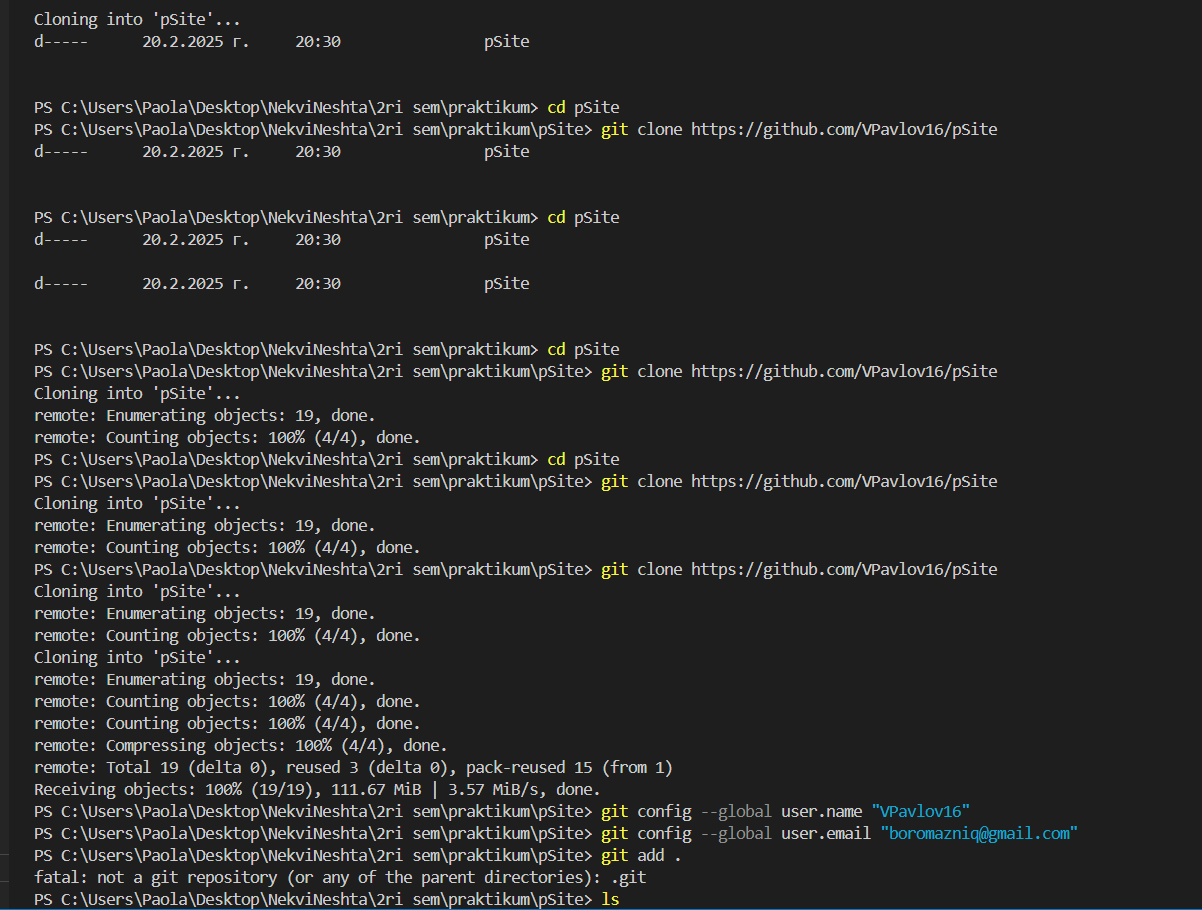 Cloning into 'pSite'...
d-----      20.2.2025 г.     20:30                pSite
PS C:\Users\Paola\Desktop\NekviNeshta\2ri sem\praktikum> cd pSite
PS C:\Users\Paola\Desktop\NekviNeshta\2ri sem\praktikum\pSite> git clone https://github.com/VPavlov16/pSite
d-----      20.2.2025 г.     20:30                pSite
PS C:\Users\Paola\Desktop\NekviNeshta\2ri sem\praktikum> cd pSite
d-----      20.2.2025 г.     20:30                pSite
d-----      20.2.2025 г.     20:30                pSite
PS C:\Users\Paola\Desktop\NekviNeshta\2ri sem\praktikum> cd pSite
PS C:\Users\Paola\Desktop\NekviNeshta\2ri sem\praktikum\pSite> git clone https://github.com/VPavlov16/pSite
Cloning into 'pSite'...
remote: Enumerating objects: 19, done.
remote: Counting objects: 100% (4/4), done.
PS C:\Users\Paola\Desktop\NekviNeshta\2ri sem\praktikum> cd pSite
PS C:\Users\Paola\Desktop\NekviNeshta\2ri sem\praktikum\pSite> git clone https://github.com/VPavlov16/pSite
Cloning into 'pSite'...
remote: Enumerating objects: 19, done.
remote: Counting objects: 100% (4/4), done.
PS C:\Users\Paola\Desktop\NekviNeshta\2ri sem\praktikum\pSite> git clone https://github.com/VPavlov16/pSite
Cloning into 'pSite'...
remote: Enumerating objects: 19, done.
remote: Counting objects: 100% (4/4), done.
Cloning into 'pSite'...
remote: Enumerating objects: 19, done.
remote: Counting objects: 100% (4/4), done.
remote: Counting objects: 100% (4/4), done.
remote: Compressing objects: 100% (4/4), done.
remote: Total 19 (delta 0), reused 3 (delta 0), pack-reused 15 (from 1)
Receiving objects: 100% (19/19), 111.67 MiB | 3.57 MiB/s, done.
PS C:\Users\Paola\Desktop\NekviNeshta\2ri sem\praktikum\pSite> git config --global user.name "VPavlov16"
PS C:\Users\Paola\Desktop\NekviNeshta\2ri sem\praktikum\pSite> git config --global user.email "boromazniq@gmail.com"
PS C:\Users\Paola\Desktop\NekviNeshta\2ri sem\praktikum\pSite> git add .
fatal: not a git repository (or any of the parent directories): .git
PS C:\Users\Paola\Desktop\NekviNeshta\2ri sem\praktikum\pSite> ls